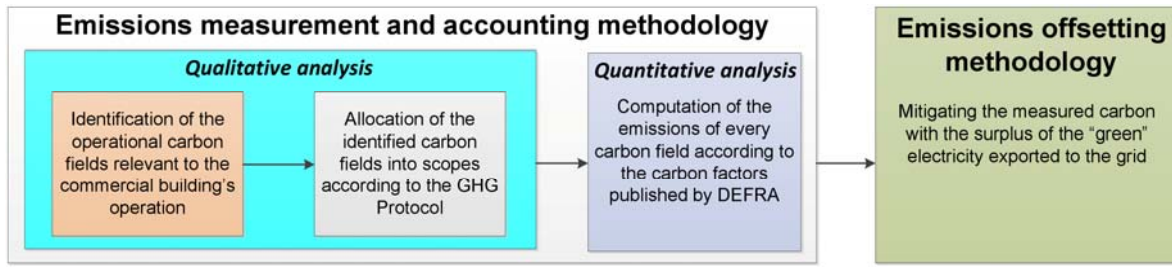 Emissions measurement and accounting methodology
Qualitative analysis
Identification of the
operational carbon
fields relevant to the
commercial building's
operation
Allocation of the
identified carbon
fields into scopes
according to the GHG
Protocol
Quantitative analysis
Computation of the
emissions of every
carbon field according to
the carbon factors
published by DEFRA
Emissions offsetting
methodology
Mitigating the measured carbon
with the surplus of the “green”
electricity exported to the grid